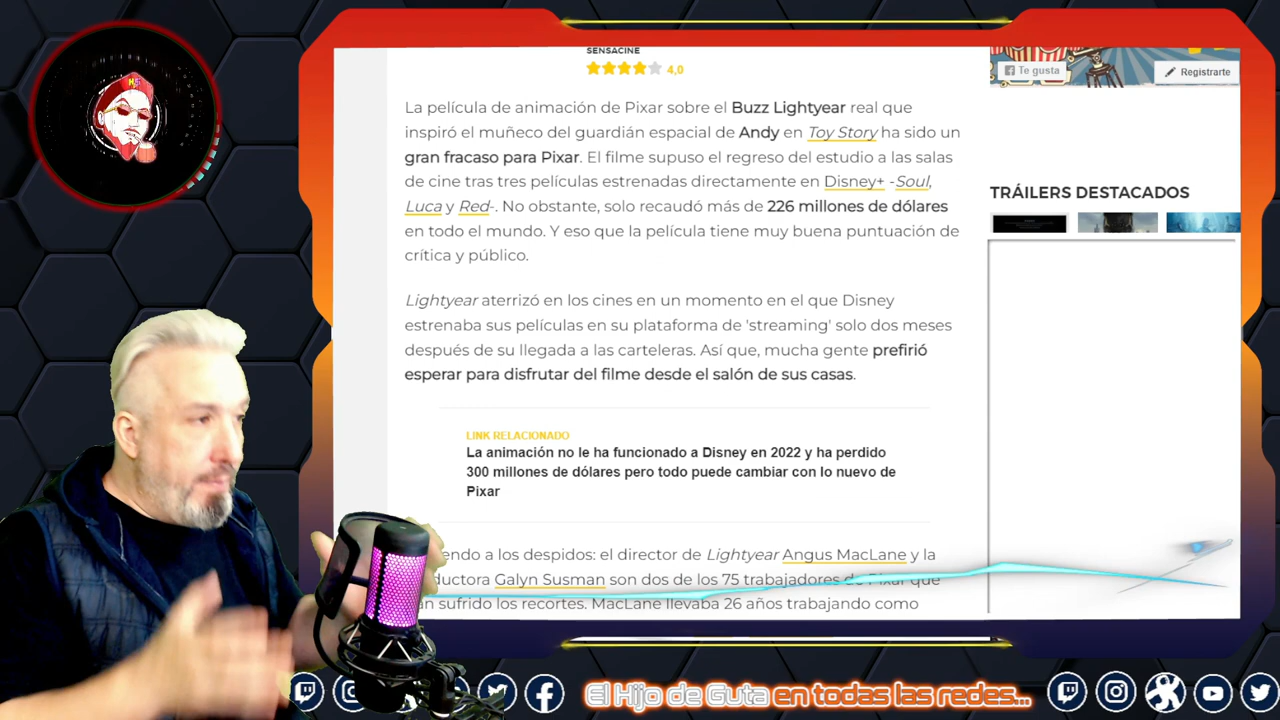 SENSACINE
4,0
Te gusta
Registrarte
La película de animación de Pixar sobre el Buzz Lightyear real que
inspiró el muñeco del guardián espacial de Andy en Toy Story ha sido un
gran fracaso para Pixar. El filme supuso el regreso del estudio a las salas
de cine tras tres películas estrenadas directamente en Disney+ -Soul,
Luca y Red-. No obstante, solo recaudó más de 226 millones de dólares
en todo el mundo. Y eso que la película tiene muy buena puntuación de
crítica y público.
TRÁILERS DESTACADOS
Lightyear aterrizó en los cines en un momento en el que Disney
estrenaba sus películas en su plataforma de 'streaming' solo dos meses
después de su llegada a las carteleras. Así que, mucha gente prefirió
esperar para disfrutar del filme desde el salón de sus casas.
LINK RELACIONADO
La animación no le ha funcionado a Disney en 2022 y ha perdido
300 millones de dólares pero todo puede cambiar con lo nuevo de
Pixar
endo a los despidos: el director de Lightyear Angus MacLane y la
ductora Galyn Susman son dos de los 75 trabajadores de Pixar que
an sufrido los recortes. MacLane llevaba 26 años trabajando como
El Hijo de Guta en todas las redes...